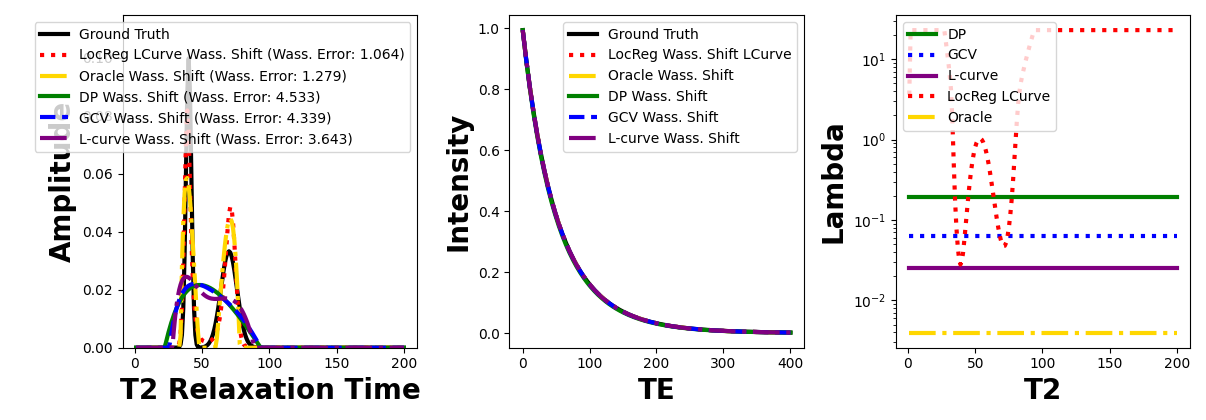 Ground Truth
LocReg LCurve Wass. Shift (Wass. Error: 1.064)
Oracle Wass. Shift (Wass. Error: 1.279)
DP Wass. Shift (Wass. Error: 4.533)
GCV Wass. Shift (Wass. Error: 4.339)
L-curve Wass. Shift (Wass. Error: 3.643)
Amplitude
0.10
0.08
0.06
0.04
0.02
0.00
0
50
100
150
200
T2 Relaxation Time
Ground Truth
LocReg Wass. Shift LCurve
Oracle Wass. Shift
DP Wass. Shift
GCV Wass. Shift
L-curve Wass. Shift
Intensity
1.0
0.8
0.6
0.4
0.2
0.0
0
100
200
300
400
TE
DP
GCV
L-curve
LocReg LCurve
Oracle
Lambda
10¹
10⁰
10⁻¹
10⁻²
0
50
100
150
200
T2